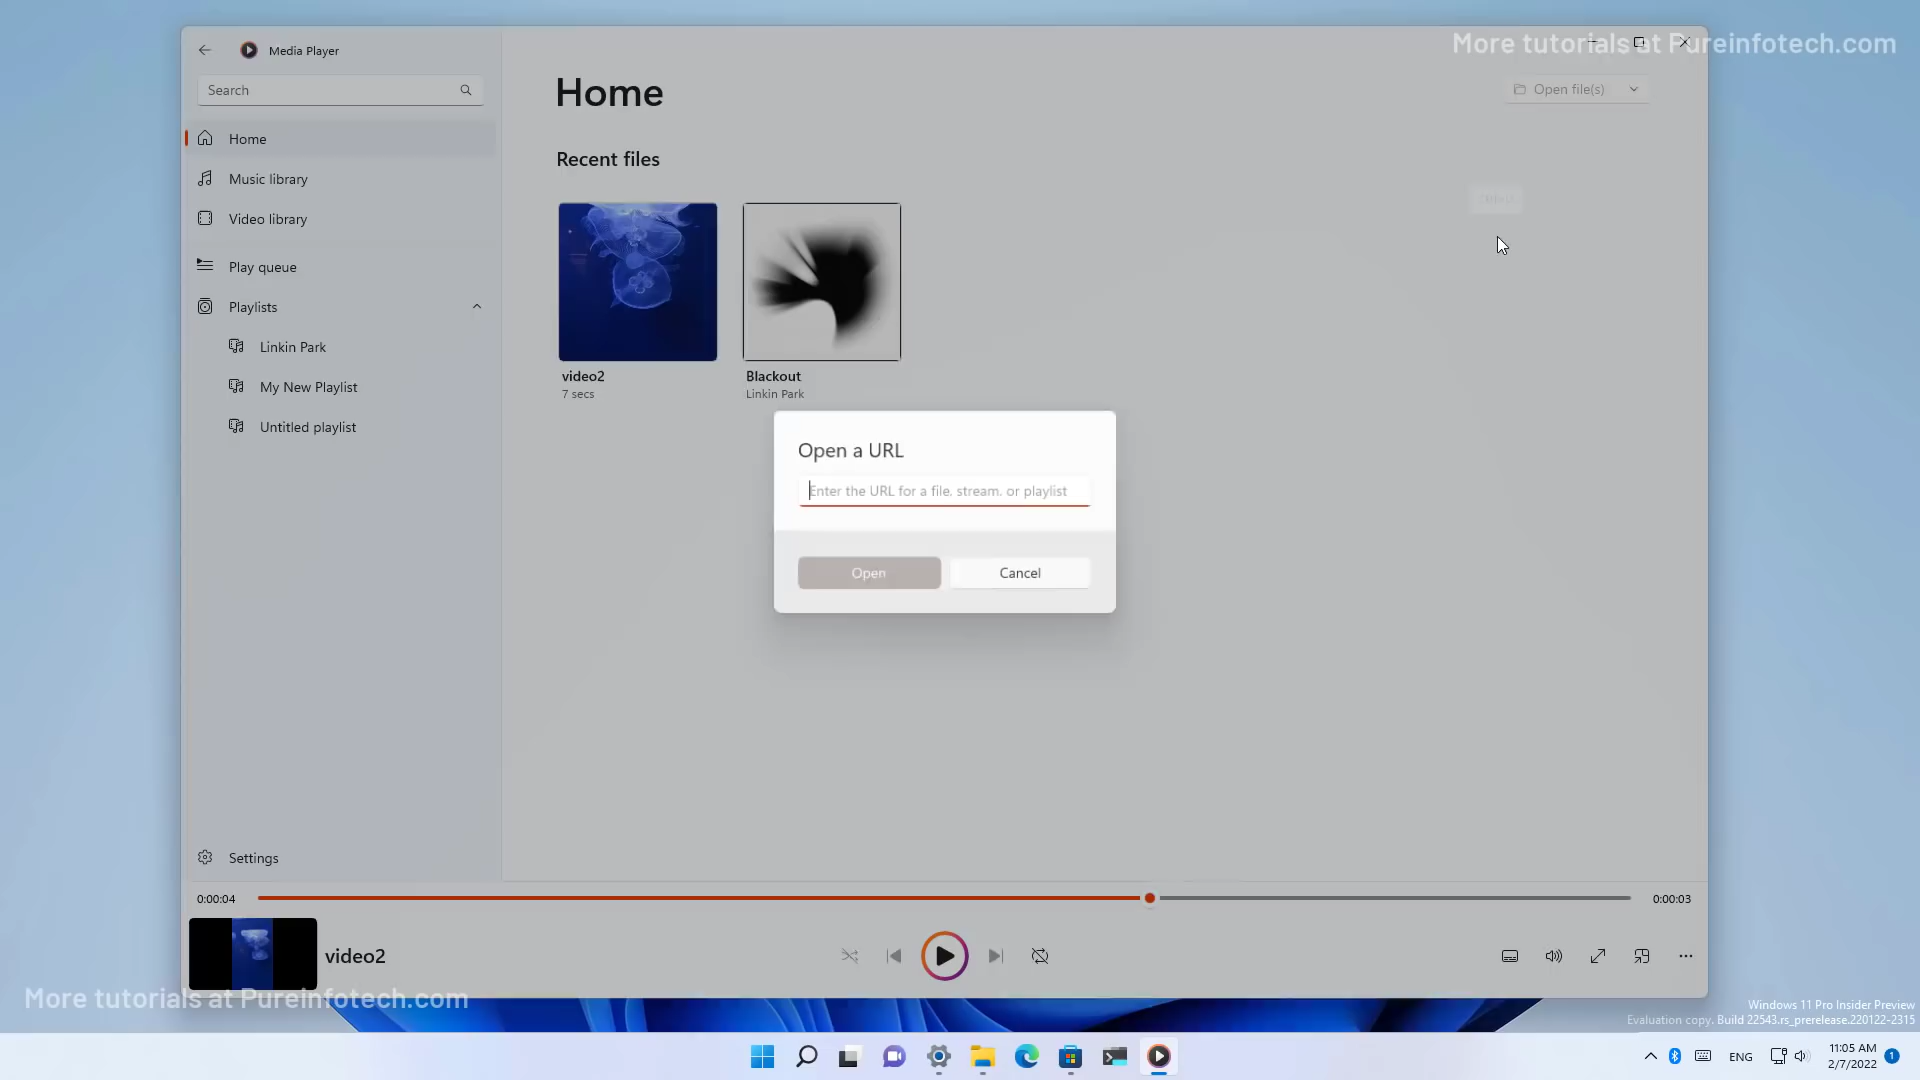 More tutorials at Pureinfotech.com
Media Player
Search
Home
Open file(s)
Home
Music library
Video library
Play queue
Playlists
Linkin Park
My New Playlist
Untitled playlist
Recent files
video2
7 secs
Blackout
Linkin Park
Open a URL
Enter the URL for a file, stream, or playlist
Open
Cancel
Settings
0:00:04
0:00:03
video2
More tutorials at Pureinfotech.com
Windows 11 Pro Insider Preview
Evaluation copy. Build 22543.rs_prerelease.220122-2315
ENG
11:05 AM
2/7/2022
1